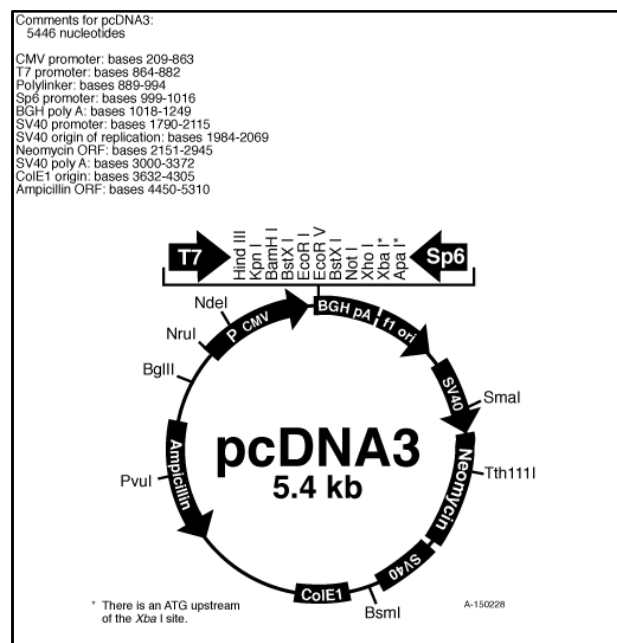 Comments for pcDNA3:
5446 nucleotides
CMV promoter: bases 209-863
T7 promoter: bases 864-882
Polylinker: bases 889-994
Sp6 promoter: bases 999-1016
BGH poly A: bases 1018-1249
SV40 promoter: bases 1790-2115
SV40 origin of replication: bases 1984-2069
Neomycin ORF: bases 2151-2945
SV40 poly A: bases 3000-3372
ColE1 origin: bases 3632-4305
Ampicillin ORF: bases 4450-5310
T7
Hind III
Kpn I
BamH I
BstX I
EcoR I
EcoR V
BstX I
Not I
Xho I
Xba I*
Apa I*
Sp6
NdeI
NruI
BglII
PvuI
P CMV
BGH pA
f1 ori
SV40
SmaI
Neomycin
Tth111I
SV40
BsmI
ColE1
Ampicillin
pcDNA3
5.4 kb
* There is an ATG upstream
of the Xba I site.
A-150228